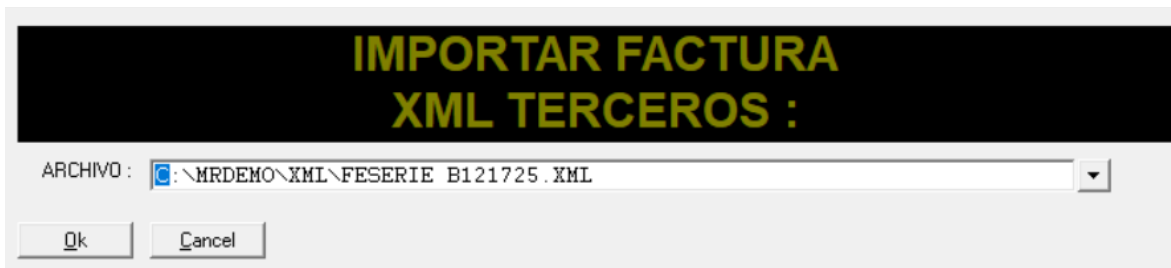 IMPORTAR FACTURA
XML TERCEROS :
ARCHIVO : C:\MRDEMO\XML\FESERIE B121725.XML
Ok Cancel